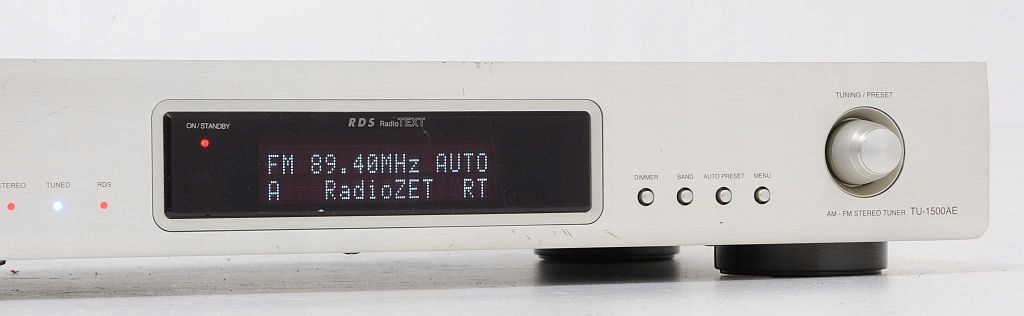 ON / STANDBY
RDS RadioTEXT
FM 89.40MHz AUTO
A RadioZET RT
TUNED
RDS
DIMMER
BAND
AUTO PRESET
MENU
TUNING / PRESET
AM - FM STEREO TUNER TU-1500AE